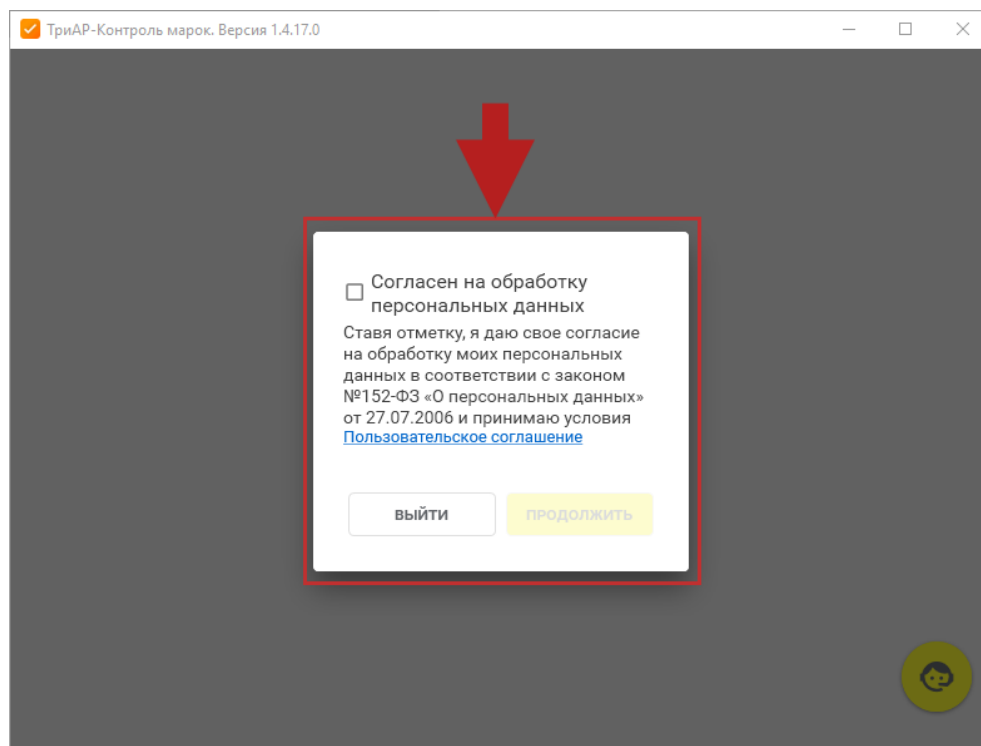 ТриАР-Контроль марок. Версия 1.4.17.0
Согласен на обработку
персональных данных
Ставя отметку, я даю свое согласие
на обработку моих персональных
данных в соответствии с законом
№152-ФЗ «О персональных данных»
от 27.07.2006 и принимаю условия
Пользовательское соглашение
ВЫЙТИ
ПРОДОЛЖИТЬ